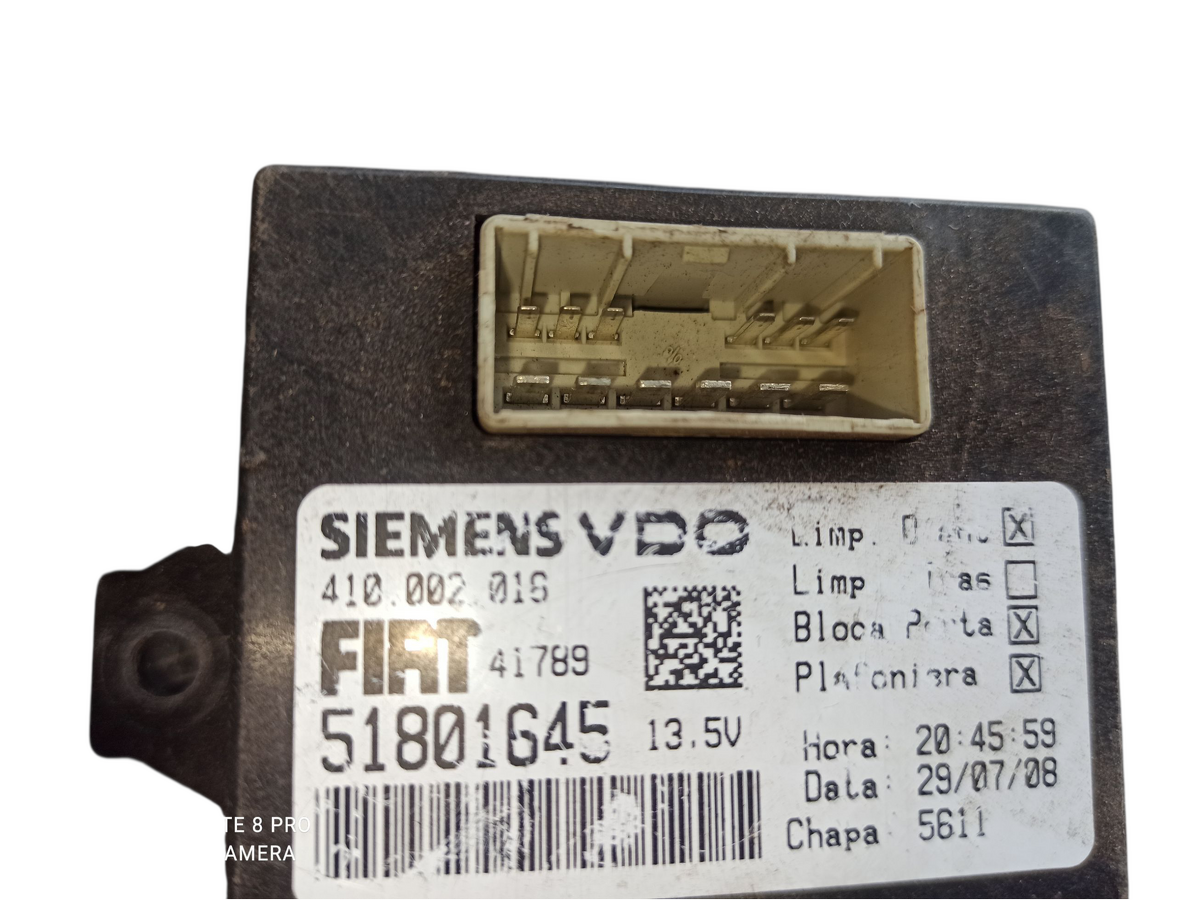 SIEMENS VDO
410.002.016
FIAT 41789
51801645 13.5V
Limp.
Limp
Bloca Porta
Plafoniera
Hora: 20:45:59
Data: 29/07/08
Chapa: 5611
TE 8 PRO
AMERA